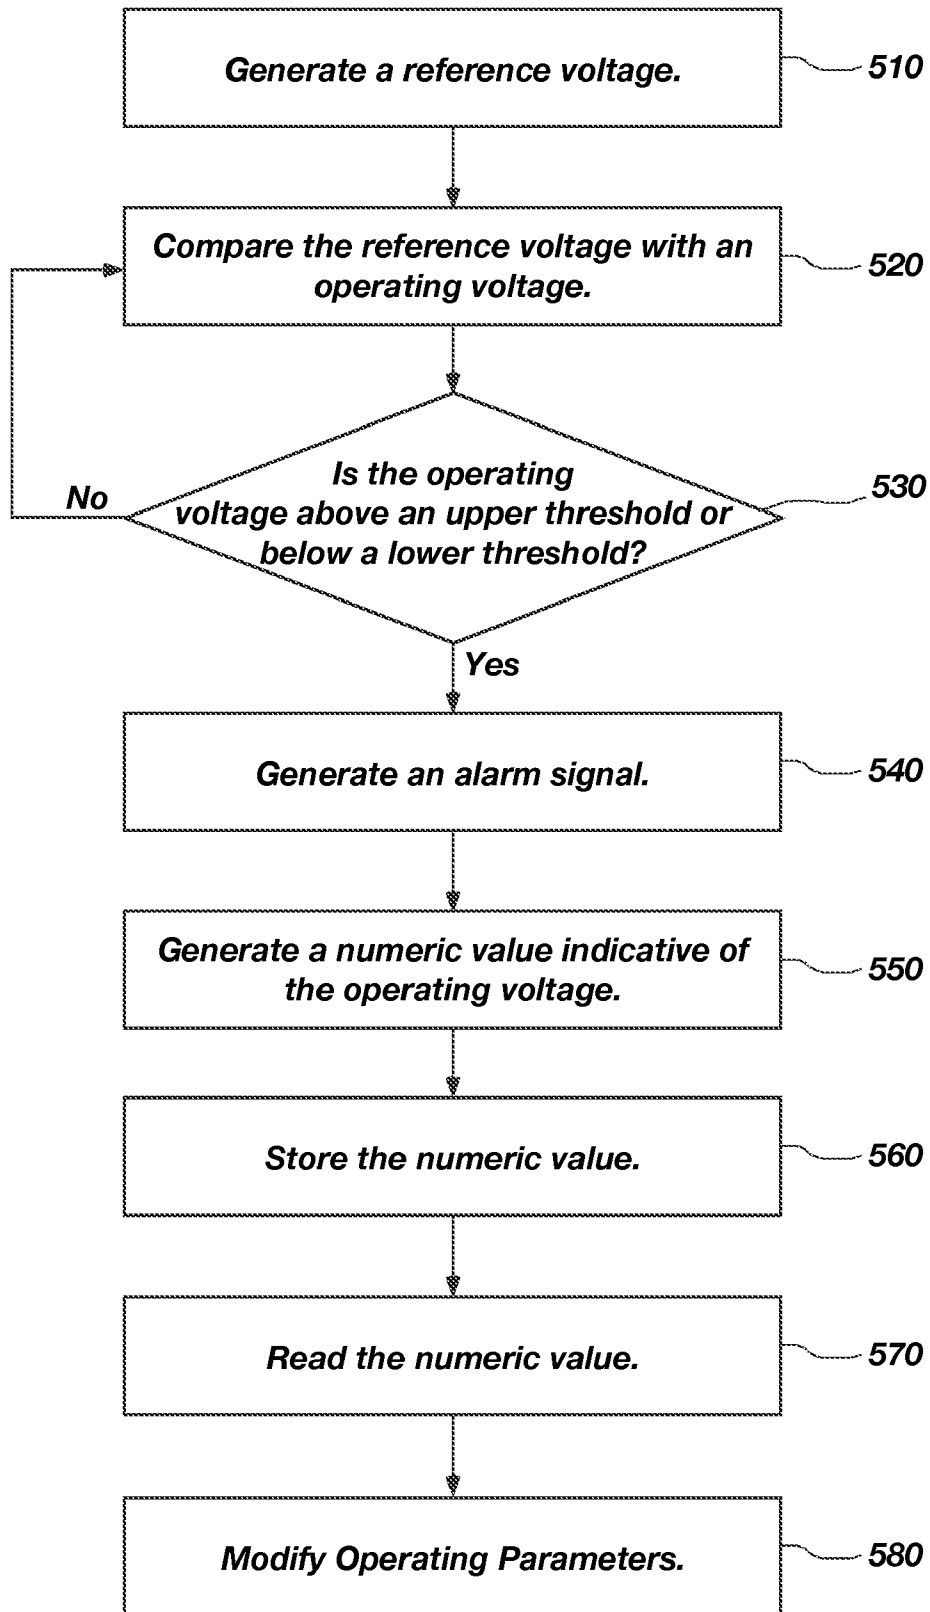 Generate a reference voltage.
510
Compare the reference voltage with an
operating voltage.
520
Is the operating
voltage above an upper threshold or
below a lower threshold?
530
No
Yes
Generate an alarm signal.
540
Generate a numeric value indicative of
the operating voltage.
550
Store the numeric value.
560
Read the numeric value.
570
Modify Operating Parameters.
580